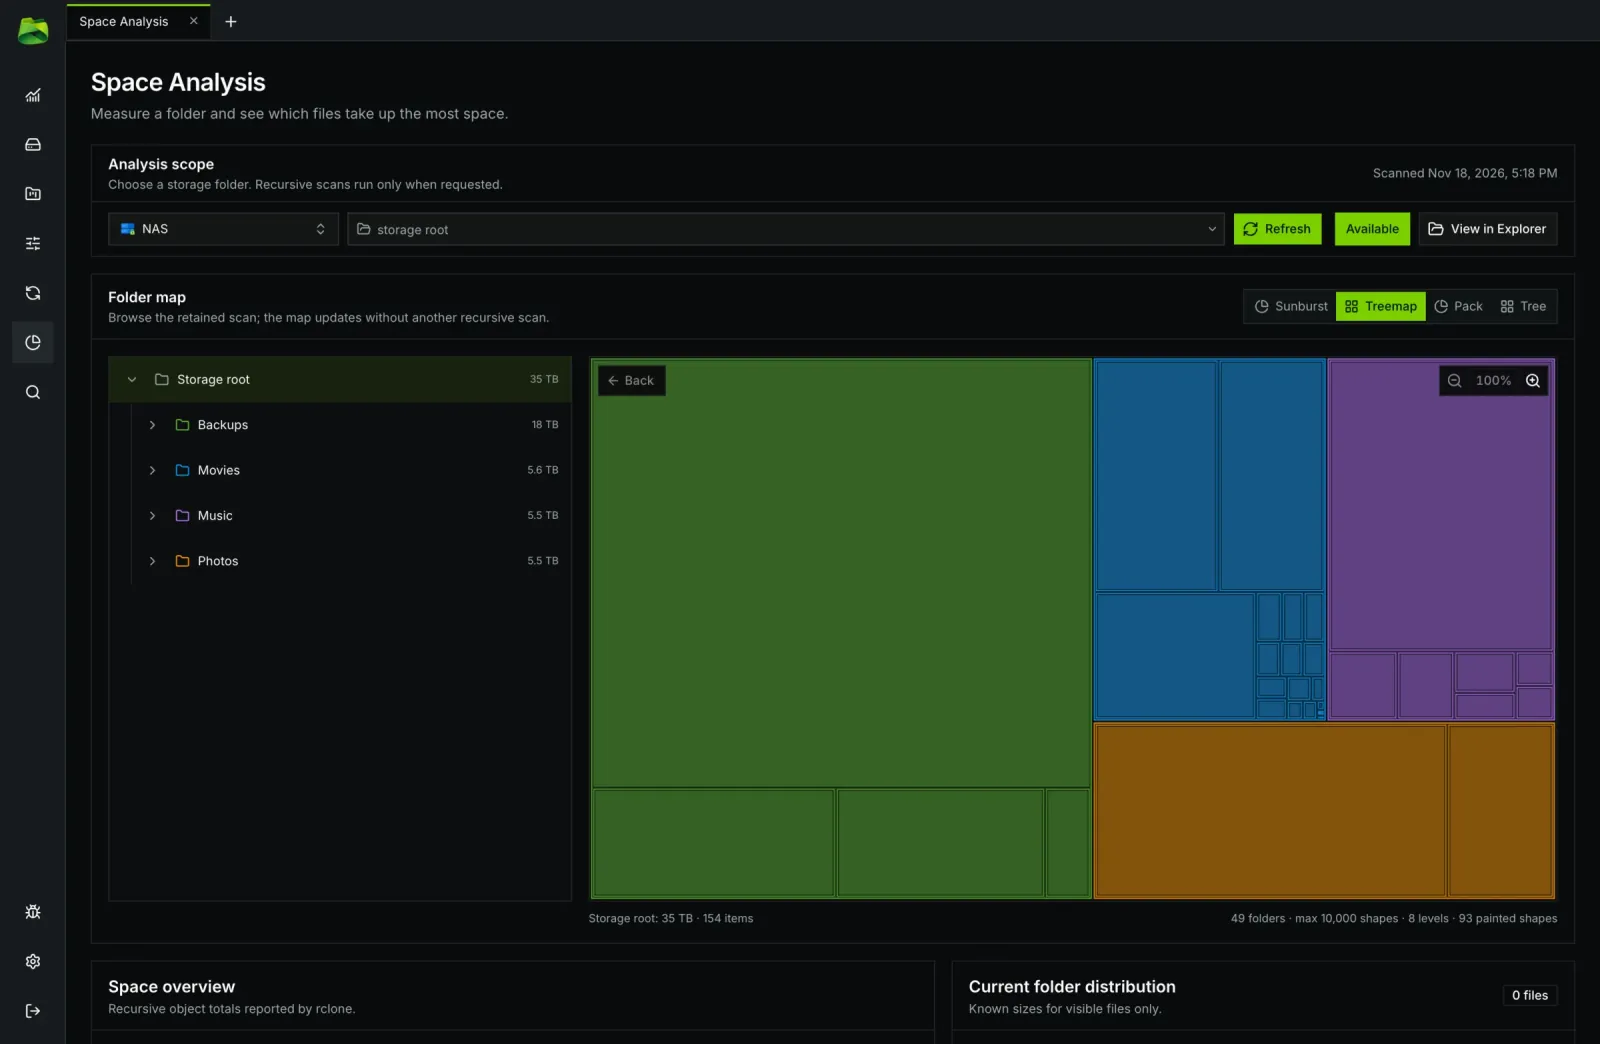 Space Analysis
Space Analysis
Measure a folder and see which files take up the most space.
Analysis scope
Choose a storage folder. Recursive scans run only when requested.
Scanned Nov 18, 2026, 5:18 PM
NAS
storage root
Refresh
Available
View in Explorer
Folder map
Browse the retained scan; the map updates without another recursive scan.
Sunburst
Treemap
Pack
Tree
Storage root 35 TB
Backups 18 TB
Movies 5.6 TB
Music 5.5 TB
Photos 5.5 TB
Back
100%
Storage root: 35 TB · 154 items
49 folders · max 10,000 shapes · 8 levels · 93 painted shapes
Space overview
Recursive object totals reported by rclone.
Current folder distribution
Known sizes for visible files only.
0 files